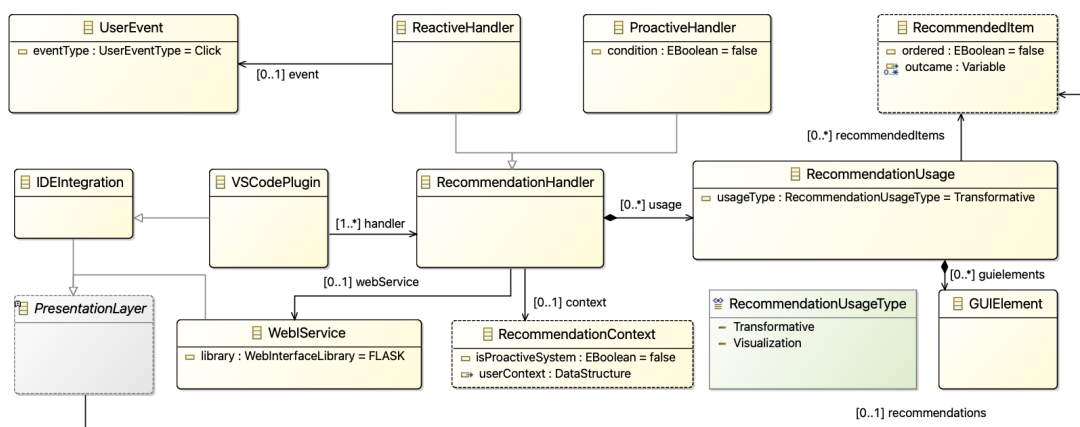 UserEvent
eventType : UserEventType = Click
ReactiveHandler
ProactiveHandler
condition : EBoolean = false
RecommendedItem
ordered : EBoolean = false
0..*
outcame : Variable
[0..1] event
[0..*] recommendedItems
IDEIntegration
VSCodePlugin
RecommendationHandler
RecommendationUsage
usageType : RecommendationUsageType = Transformative
[0..*] usage
[1..*] handler
[0..*] guielements
[0..1] webService
[0..1] context
PresentationLayer
WebIService
library : WebInterfaceLibrary = FLASK
RecommendationContext
isProactiveSystem : EBoolean = false
userContext : DataStructure
RecommendationUsageType
Transformative
Visualization
GUIElement
[0..1] recommendations